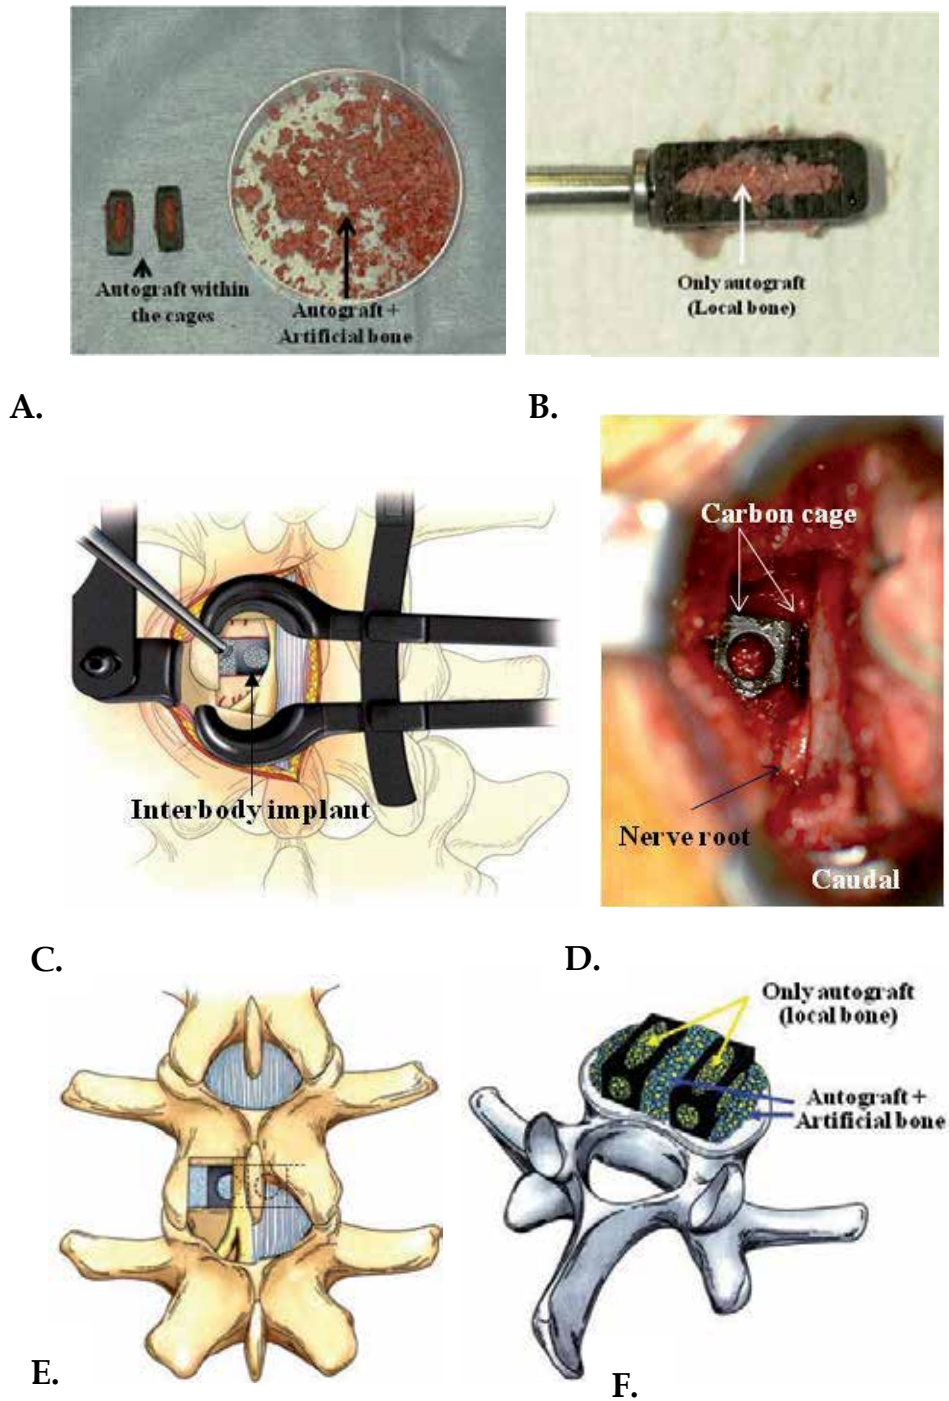 Autograft within
the cages
Autograft +
Artificial bone
Only autograft
(Local bone)
A.
B.
Carbon cage
Interbody implant
Nerve root
Caudal
C.
D.
Only autograft
(local bone)
Autograft +
Artificial bone
E.
F.